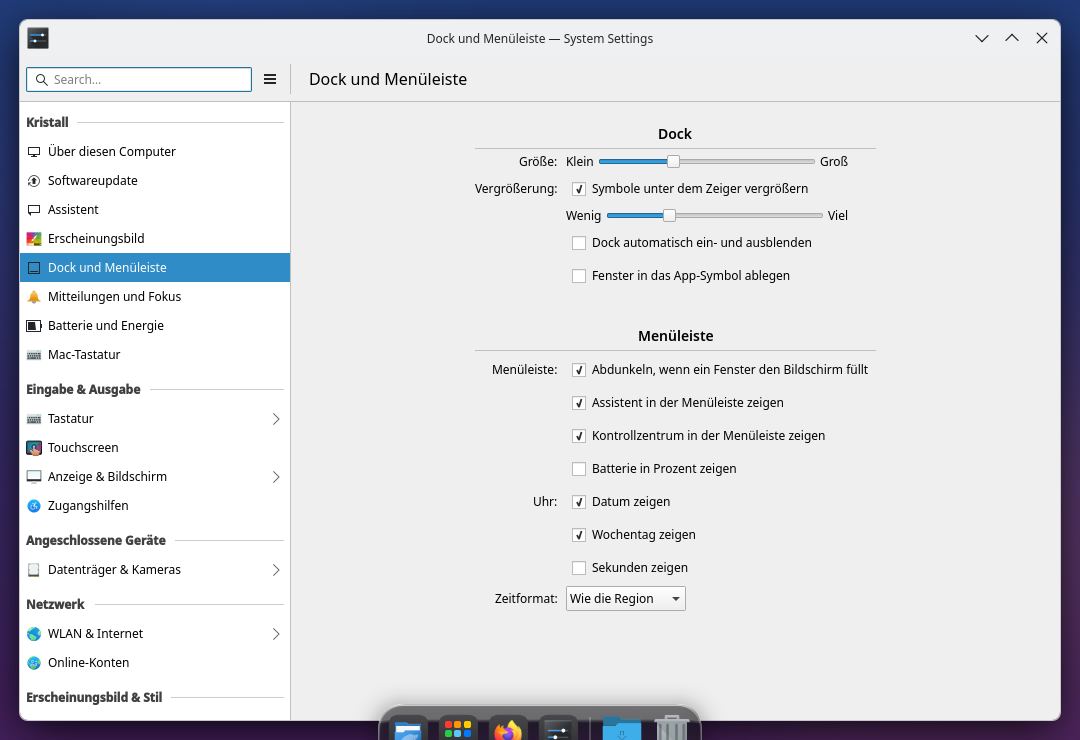 Dock und Menüleiste — System Settings
Search...
Dock und Menüleiste
Kristall
Über diesen Computer
Softwareupdate
Assistent
Erscheinungsbild
Dock und Menüleiste
Mitteilungen und Fokus
Batterie und Energie
Mac-Tastatur
Eingabe & Ausgabe
Tastatur
Touchscreen
Anzeige & Bildschirm
Zugangshilfen
Angeschlossene Geräte
Datenträger & Kameras
Netzwerk
WLAN & Internet
Online-Konten
Erscheinungsbild & Stil
Dock
Größe: Klein Groß
Vergrößerung: Symbole unter dem Zeiger vergrößern
Wenig Viel
Dock automatisch ein- und ausblenden
Fenster in das App-Symbol ablegen
Menüleiste
Menüleiste: Abdunkeln, wenn ein Fenster den Bildschirm füllt
Assistent in der Menüleiste zeigen
Kontrollzentrum in der Menüleiste zeigen
Batterie in Prozent zeigen
Uhr: Datum zeigen
Wochentag zeigen
Sekunden zeigen
Zeitformat: Wie die Region